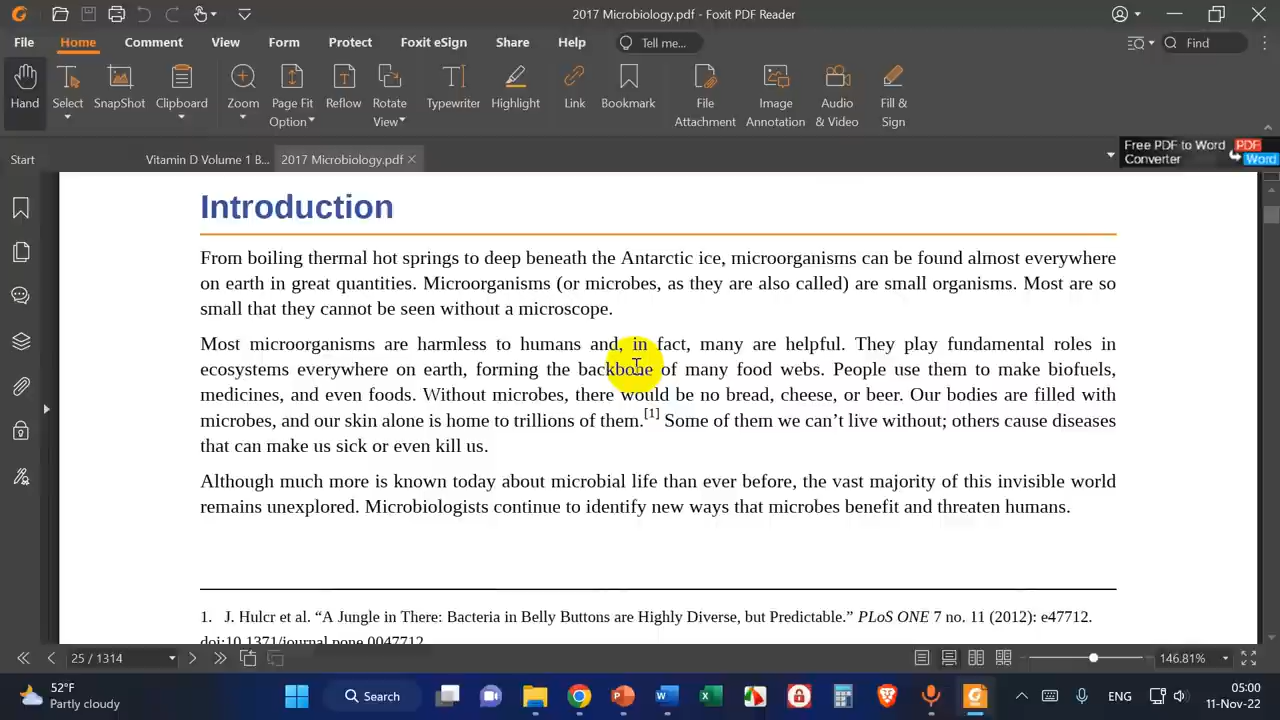 2017 Microbiology.pdf - Foxit PDF Reader
File Home Comment View Form Protect Foxit eSign Share Help Tell me... Find
Hand Select SnapShot Clipboard Zoom Page Fit Option Reflow Rotate View Typewriter Highlight Link Bookmark File Attachment Image Annotation Audio & Video Fill & Sign
Start Vitamin D Volume 1 B... 2017 Microbiology.pdf
Free PDF to Word PDF
Converter Word
Introduction
From boiling thermal hot springs to deep beneath the Antarctic ice, microorganisms can be found almost everywhere
on earth in great quantities. Microorganisms (or microbes, as they are also called) are small organisms. Most are so
small that they cannot be seen without a microscope.
Most microorganisms are harmless to humans and, in fact, many are helpful. They play fundamental roles in
ecosystems everywhere on earth, forming the backbone of many food webs. People use them to make biofuels,
medicines, and even foods. Without microbes, there would be no bread, cheese, or beer. Our bodies are filled with
microbes, and our skin alone is home to trillions of them.[1] Some of them we can’t live without; others cause diseases
that can make us sick or even kill us.
Although much more is known today about microbial life than ever before, the vast majority of this invisible world
remains unexplored. Microbiologists continue to identify new ways that microbes benefit and threaten humans.
1. J. Hulcr et al. “A Jungle in There: Bacteria in Belly Buttons are Highly Diverse, but Predictable.” PLoS ONE 7 no. 11 (2012): e47712.
doi:10.1371/journal.pone.0047712
25 / 1314 146.81%
52°F
Partly cloudy
Search
ENG
05:00
11-Nov-22